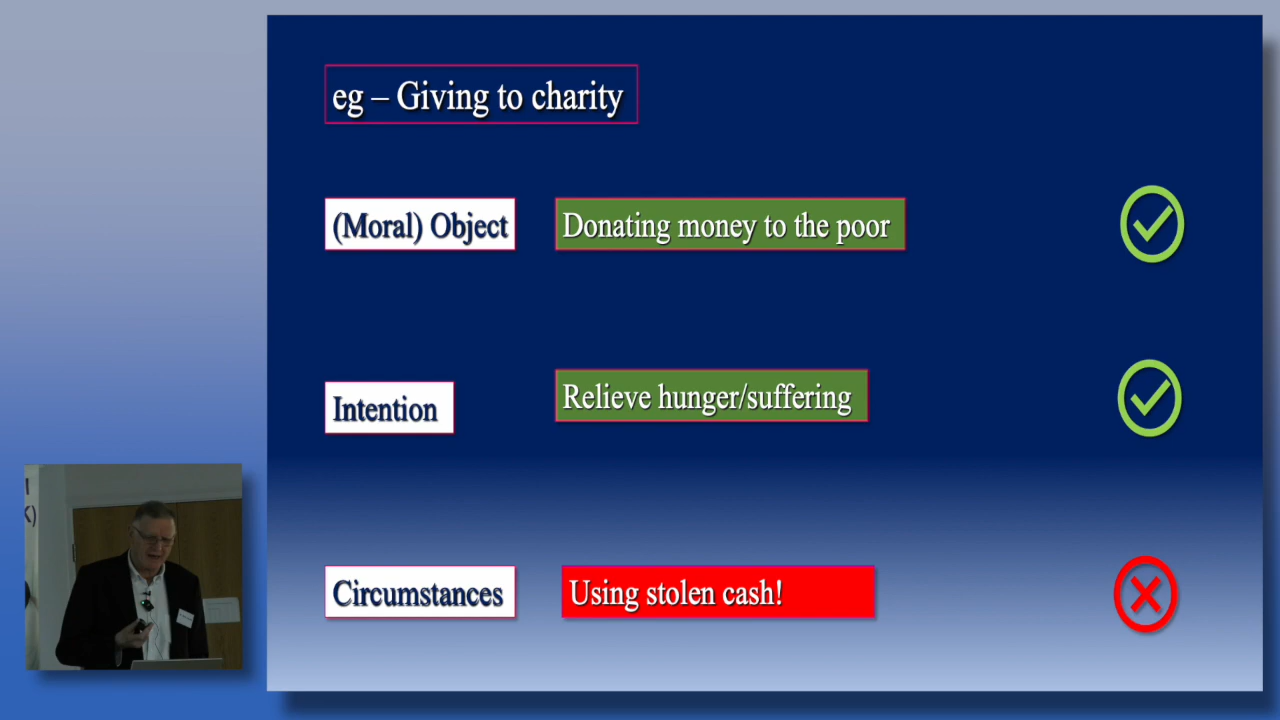 eg – Giving to charity
(Moral) Object
Donating money to the poor
Intention
Relieve hunger/suffering
Circumstances
Using stolen cash!